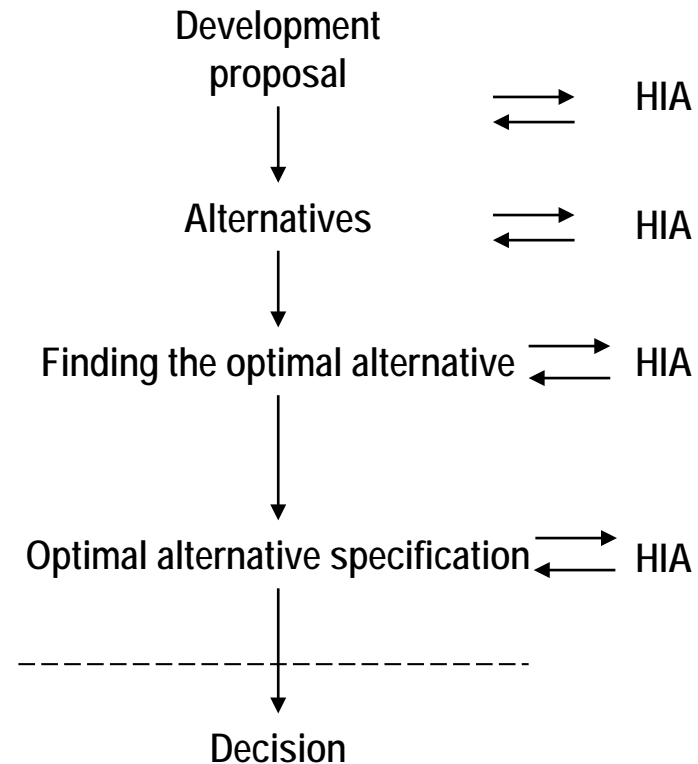 Development
proposal
HIA
Alternatives
HIA
Finding the optimal alternative
HIA
Optimal alternative specification
HIA
Decision